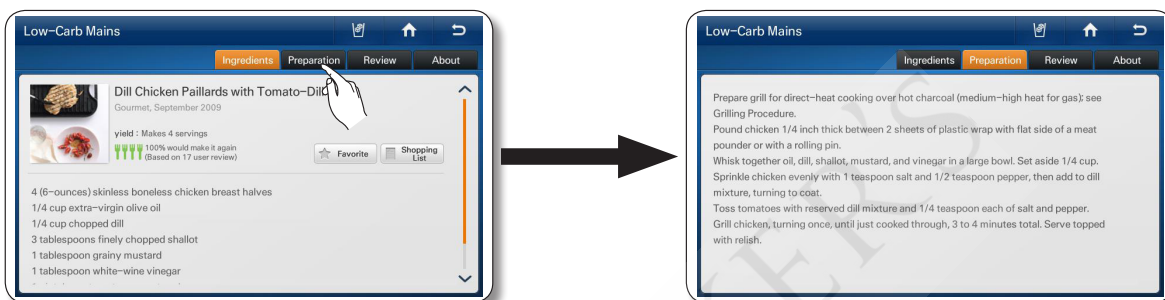 Low-Carb Mains
Ingredients Preparation Review About
Dill Chicken Paillards with Tomato-Dill
Gourmet, September 2009
yield : Makes 4 servings
100% would make it again
(Based on 17 user review)
Favorite
Shopping
List
4 (6-ounces) skinless boneless chicken breast halves
1/4 cup extra-virgin olive oil
1/4 cup chopped dill
3 tablespoons finely chopped shallot
1 tablespoon grainy mustard
1 tablespoon white-wine vinegar
Low-Carb Mains
Ingredients Preparation Review About
Prepare grill for direct-heat cooking over hot charcoal (medium-high heat for gas); see
Grilling Procedure.
Pound chicken 1/4 inch thick between 2 sheets of plastic wrap with flat side of a meat
pounder or with a rolling pin.
Whisk together oil, dill, shallot, mustard, and vinegar in a large bowl. Set aside 1/4 cup.
Sprinkle chicken evenly with 1 teaspoon salt and 1/2 teaspoon pepper, then add to dill
mixture, turning to coat.
Toss tomatoes with reserved dill mixture and 1/4 teaspoon each of salt and pepper.
Grill chicken, turning once, until just cooked through, 3 to 4 minutes total. Serve topped
with relish.